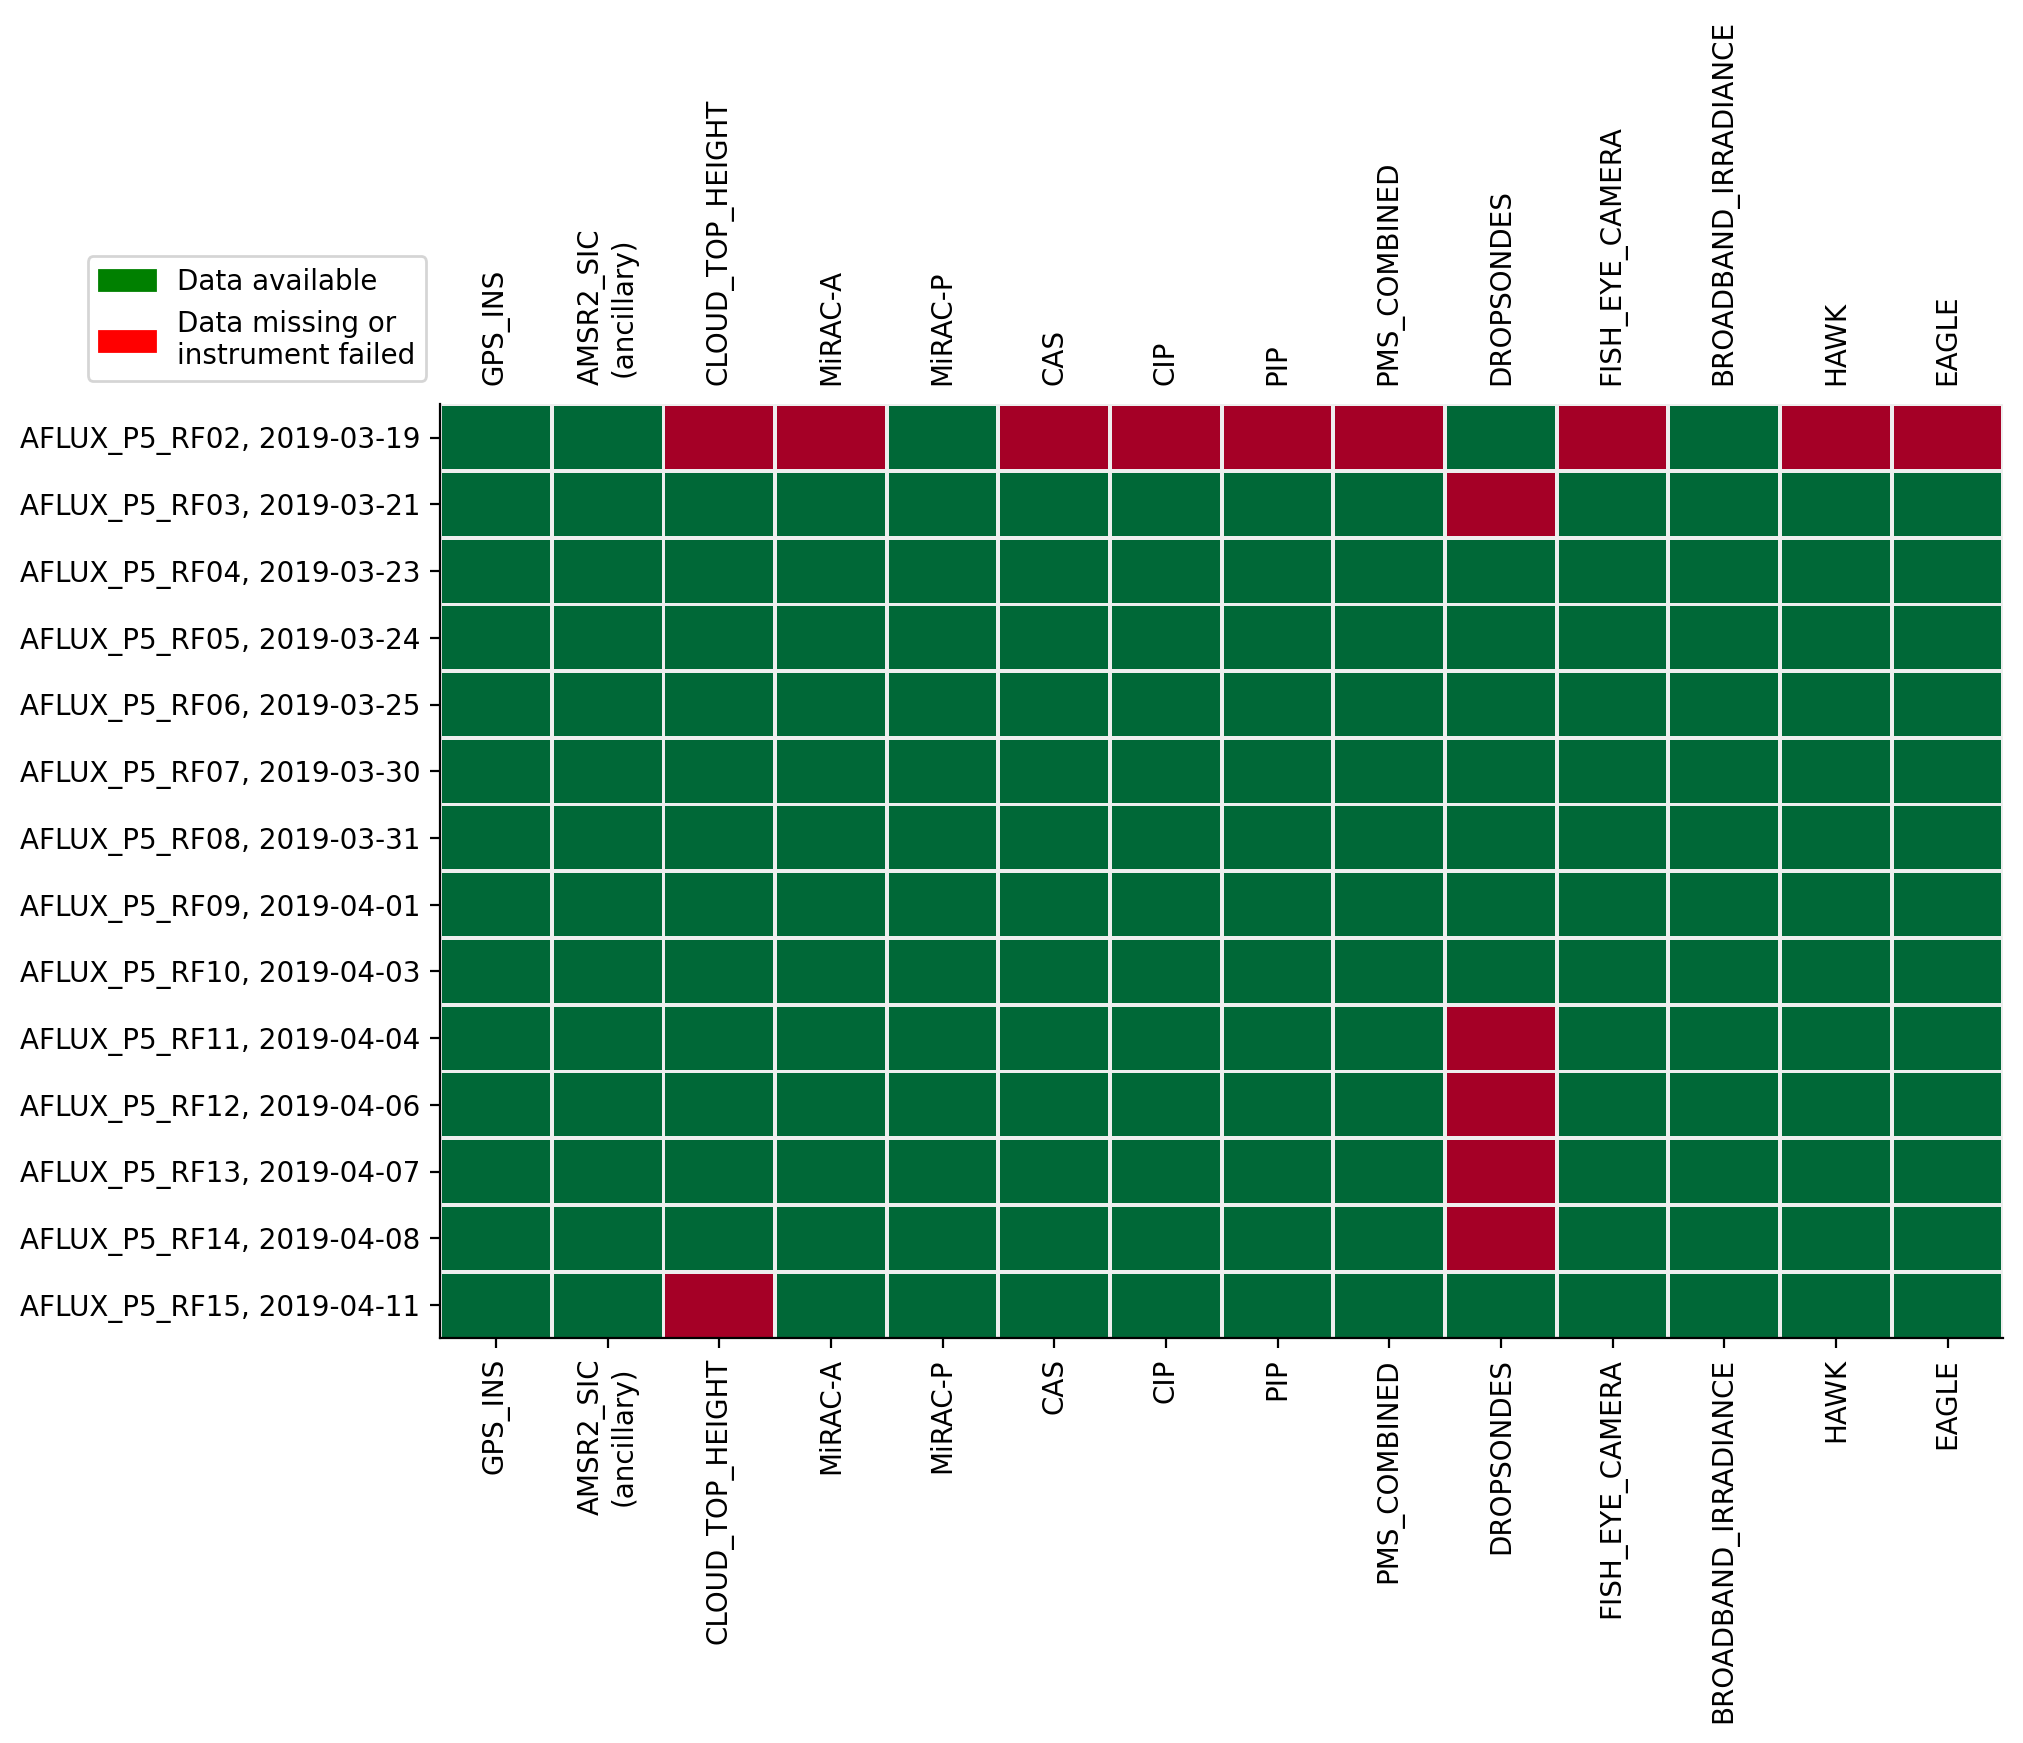 Data available
Data missing or
instrument failed
GPS_INS
AMSR2_SIC
(ancillary)
CLOUD_TOP_HEIGHT
MiRAC-A
MiRAC-P
CAS
CIP
PIP
PMS_COMBINED
DROPSONDES
FISH_EYE_CAMERA
BROADBAND_IRRADIANCE
HAWK
EAGLE
AFLUX_P5_RF02, 2019-03-19
AFLUX_P5_RF03, 2019-03-21
AFLUX_P5_RF04, 2019-03-23
AFLUX_P5_RF05, 2019-03-24
AFLUX_P5_RF06, 2019-03-25
AFLUX_P5_RF07, 2019-03-30
AFLUX_P5_RF08, 2019-03-31
AFLUX_P5_RF09, 2019-04-01
AFLUX_P5_RF10, 2019-04-03
AFLUX_P5_RF11, 2019-04-04
AFLUX_P5_RF12, 2019-04-06
AFLUX_P5_RF13, 2019-04-07
AFLUX_P5_RF14, 2019-04-08
AFLUX_P5_RF15, 2019-04-11
GPS_INS
AMSR2_SIC
(ancillary)
CLOUD_TOP_HEIGHT
MiRAC-A
MiRAC-P
CAS
CIP
PIP
PMS_COMBINED
DROPSONDES
FISH_EYE_CAMERA
BROADBAND_IRRADIANCE
HAWK
EAGLE